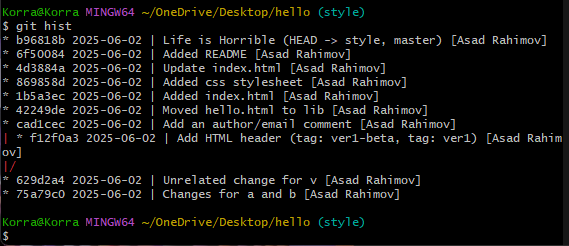 Korra@Korra MINGW64 ~/OneDrive/Desktop/hello (style)
$ git hist
* b96818b 2025-06-02 | Life is Horrible (HEAD -> style, master) [Asad Rahimov]
* 6f50084 2025-06-02 | Added README [Asad Rahimov]
* 4d3884a 2025-06-02 | Update index.html [Asad Rahimov]
* 869858d 2025-06-02 | Added css stylesheet [Asad Rahimov]
* 1b5a3ec 2025-06-02 | Added index.html [Asad Rahimov]
* 42249de 2025-06-02 | Moved hello.html to lib [Asad Rahimov]
* cad1cec 2025-06-02 | Add an author/email comment [Asad Rahimov]
| * f12f0a3 2025-06-02 | Add HTML header (tag: ver1-beta, tag: ver1) [Asad Rahim
ov]
|/
* 629d2a4 2025-06-02 | Unrelated change for v [Asad Rahimov]
* 75a79c0 2025-06-02 | Changes for a and b [Asad Rahimov]
Korra@Korra MINGW64 ~/OneDrive/Desktop/hello (style)
$